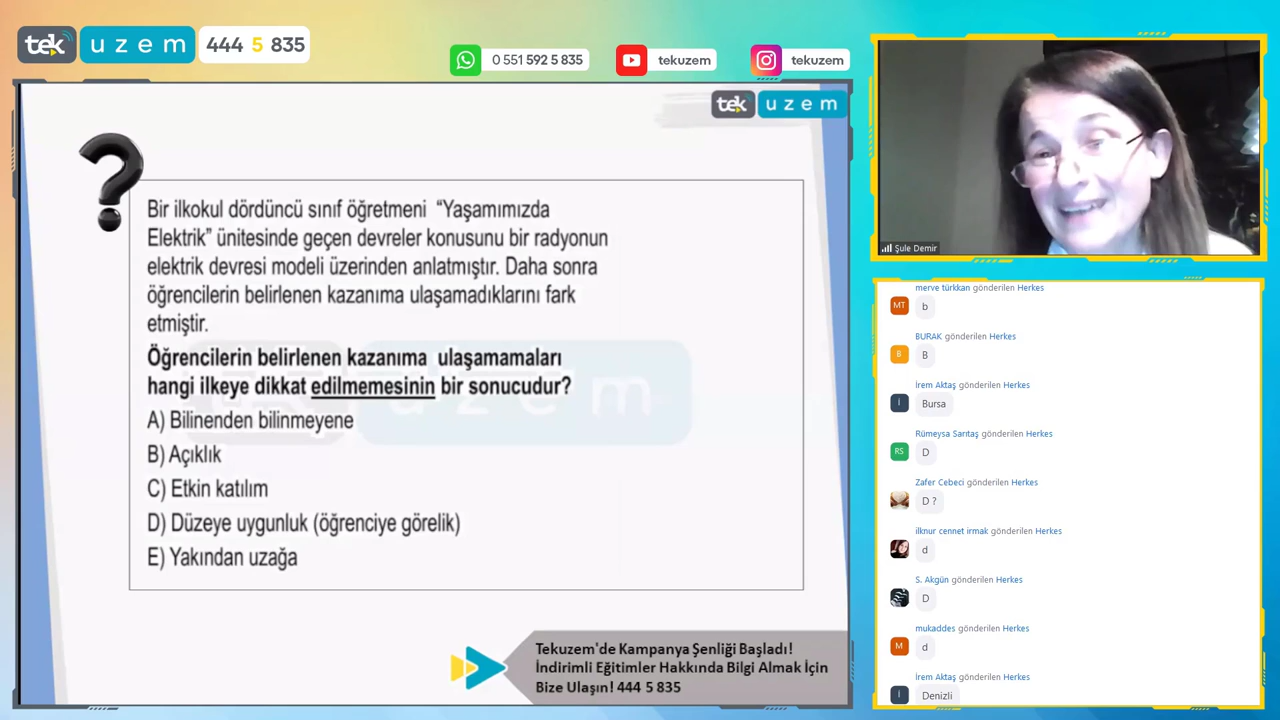 tek uzem 444 5 835
0 551 592 5 835
tekuzem
tekuzem
tek uzem
Bir ilkokul dördüncü sınıf öğretmeni “Yaşamımızda
Elektrik” ünitesinde geçen devreler konusunu bir radyonun
elektrik devresi modeli üzerinden anlatmıştır. Daha sonra
öğrencilerin belirlenen kazanıma ulaşamadıklarını fark
etmiştir.
Öğrencilerin belirlenen kazanıma ulaşamamaları
hangi ilkeye dikkat edilmemesinin bir sonucudur?
A) Bilinenden bilinmeyene
B) Açıklık
C) Etkin katılım
D) Düzeye uygunluk (öğrenciye görelik)
E) Yakından uzağa
Tekuzem'de Kampanya Şenliği Başladı!
İndirimli Eğitimler Hakkında Bilgi Almak İçin
Bize Ulaşın! 444 5 835
Şule Demir
merve türkkan gönderilen Herkes
MT b
BURAK gönderilen Herkes
B B
İrem Aktaş gönderilen Herkes
İ Bursa
Rümeysa Sarıtaş gönderilen Herkes
RS D
Zafer Cebeci gönderilen Herkes
D ?
ilknur cennet irmak gönderilen Herkes
d
S. Akgün gönderilen Herkes
D
mukaddes gönderilen Herkes
M d
İrem Aktaş gönderilen Herkes
İ Denizli